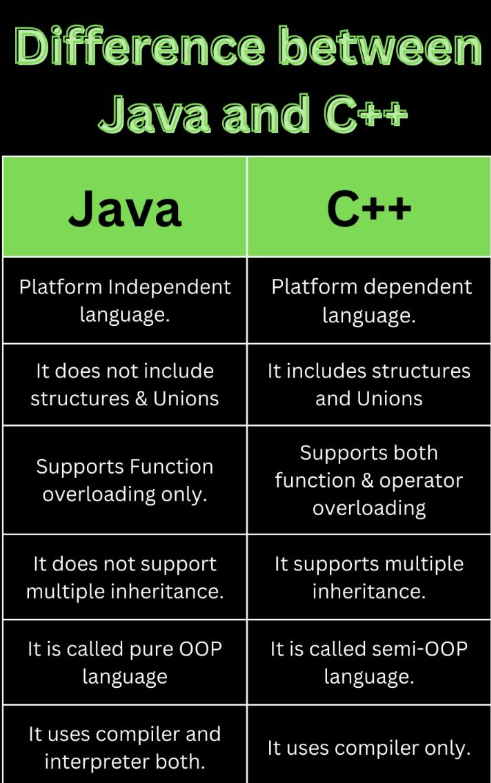 Difference between
Java and C++
Java
C++
Platform Independent
language.
Platform dependent
language.
It does not include
structures & Unions
It includes structures
and Unions
Supports Function
overloading only.
Supports both
function & operator
overloading
It does not support
multiple inheritance.
It supports multiple
inheritance.
It is called pure OOP
language
It is called semi-OOP
language.
It uses compiler and
interpreter both.
It uses compiler only.